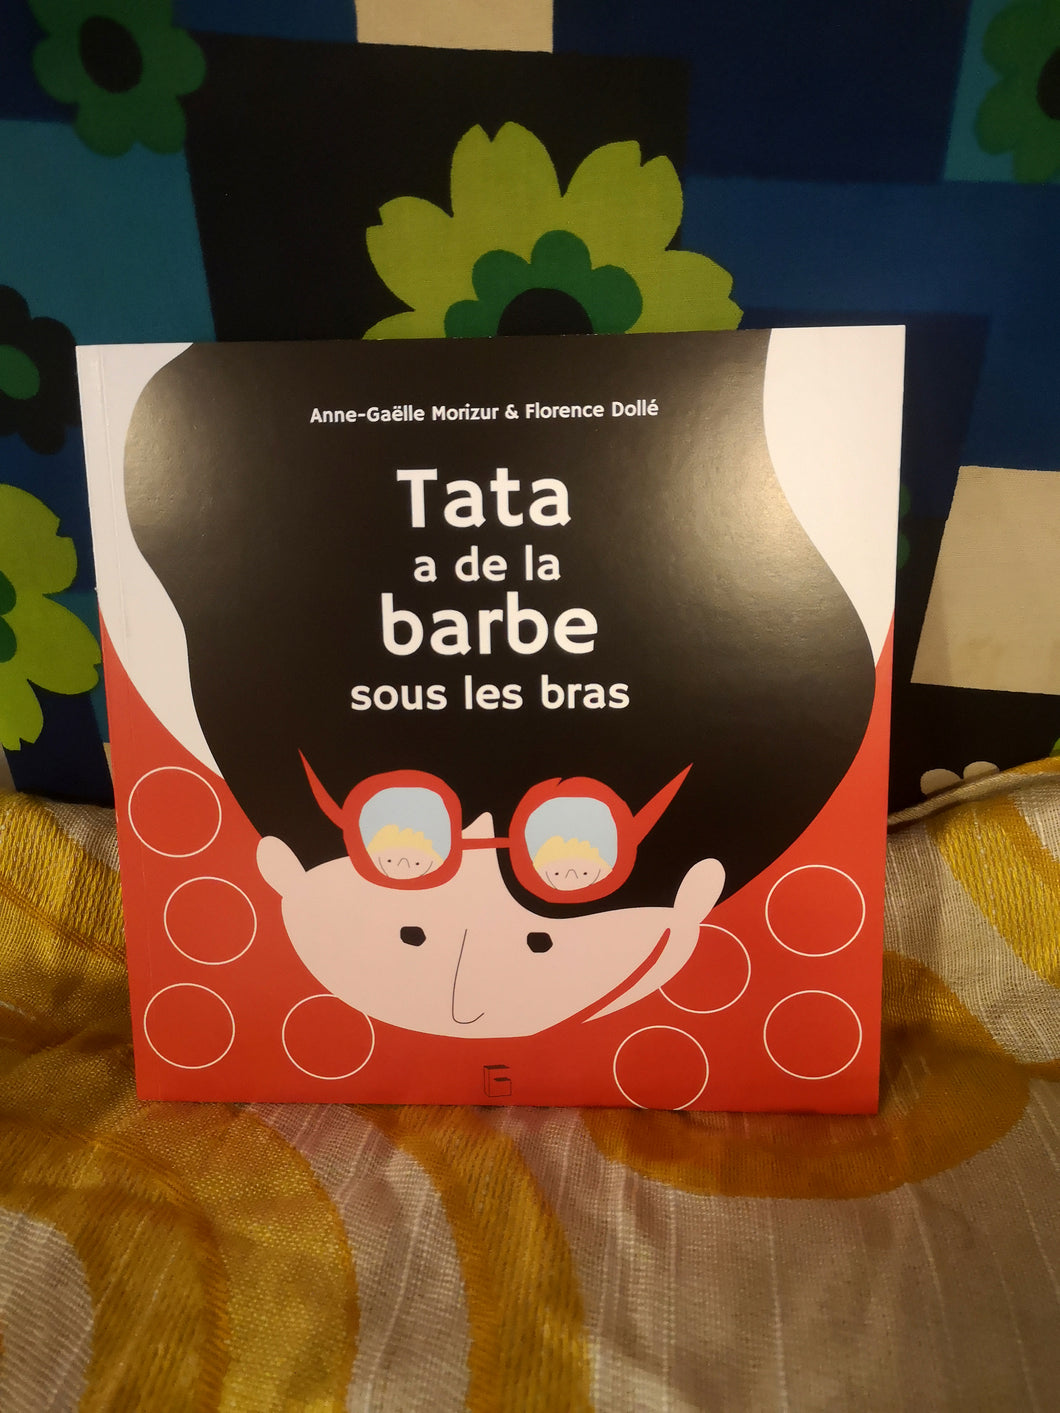 Anne-Gaëlle Morizur & Florence Dollé
Tata
a de la
barbe
sous les bras